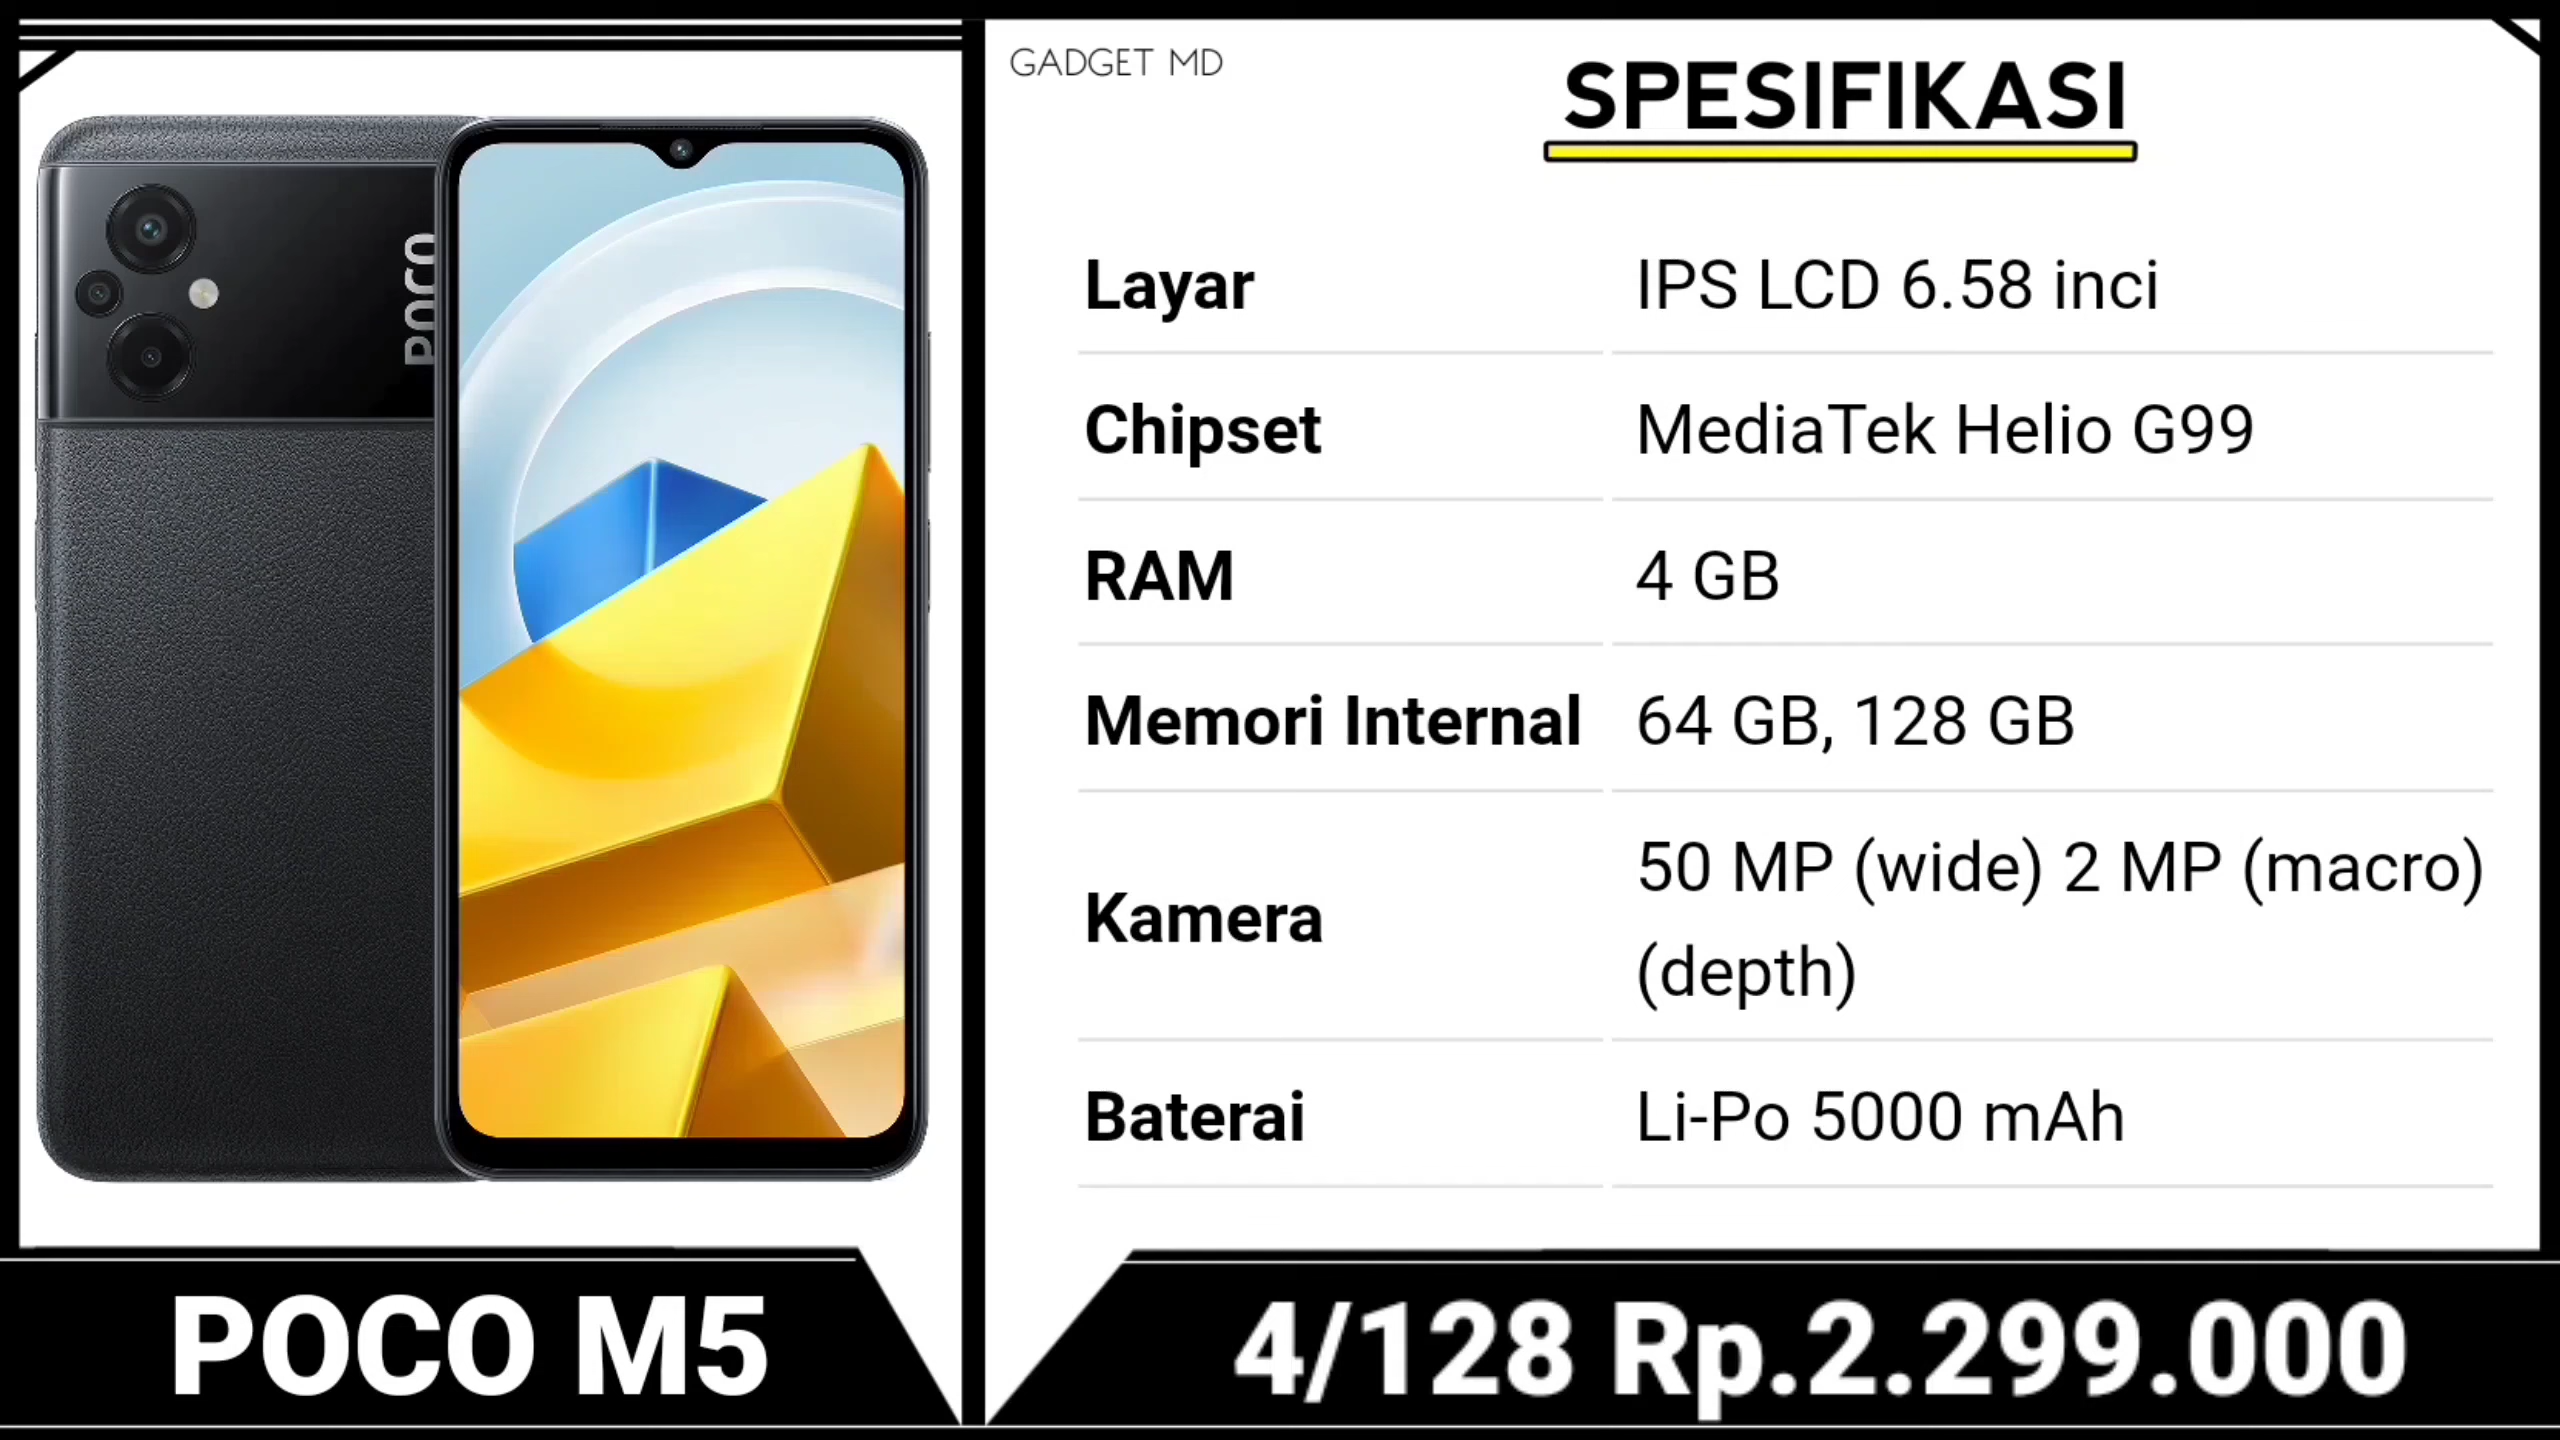 GADGET MD
SPESIFIKASI
poco
Layar IPS LCD 6.58 inci
Chipset MediaTek Helio G99
RAM 4 GB
Memori Internal 64 GB, 128 GB
Kamera 50 MP (wide) 2 MP (macro)
(depth)
Baterai Li-Po 5000 mAh
POCO M5
4/128 Rp.2.299.000